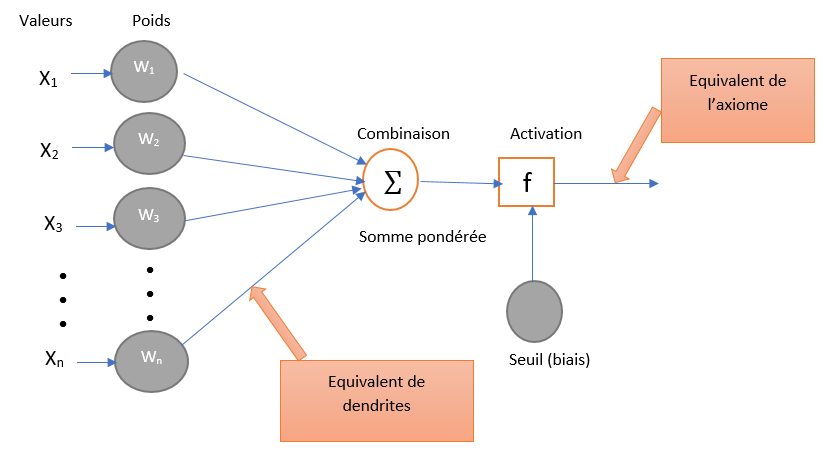 Valeurs
Poids
X1
W1
X2
W2
X3
W3
Xn
Wn
Combinaison
Σ
Somme pondérée
Activation
f
Seuil (biais)
Equivalent de
l’axiome
Equivalent de
dendrites